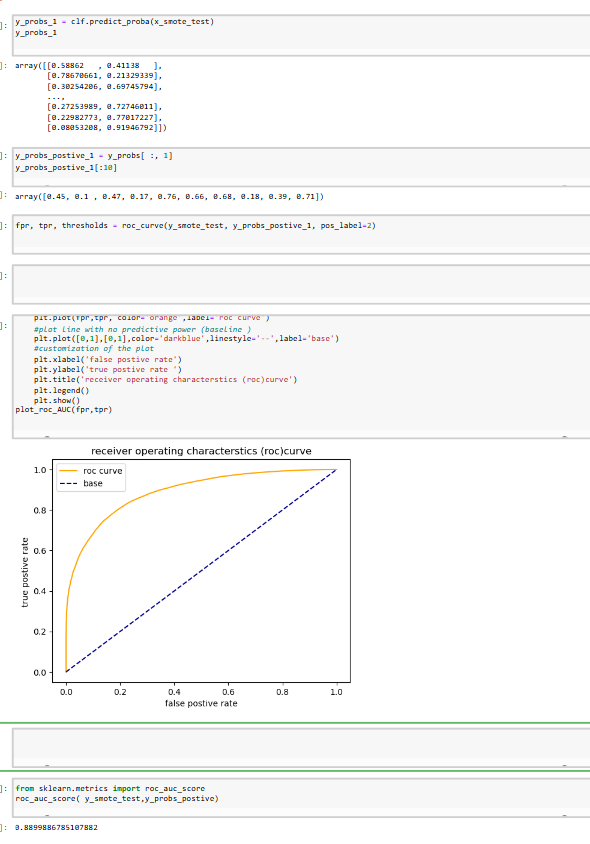 ]: y_probs_1 = clf.predict_proba(x_smote_test)
y_probs_1
]: array([[0.58862   , 0.41138   ],
[0.78670661, 0.21329339],
[0.30254206, 0.69745794],
...,
[0.27253989, 0.72746011],
[0.22982773, 0.77017227],
[0.08053208, 0.91946792]])
]: y_probs_postive_1 = y_probs[ :, 1]
y_probs_postive_1[:10]
]: array([0.45, 0.1 , 0.47, 0.17, 0.76, 0.66, 0.68, 0.18, 0.39, 0.71])
]: fpr, tpr, thresholds = roc_curve(y_smote_test, y_probs_postive_1, pos_label=2)
]:
]: plt.plot(fpr,tpr, color='orange',label='roc curve')
#plot line with no predictive power (baseline )
plt.plot([0,1],[0,1],color='darkblue',linestyle='--',label='base')
#customization of the plot
plt.xlabel('false postive rate')
plt.ylabel('true postive rate ')
plt.title('receiver operating characterstics (roc)curve')
plt.legend()
plt.show()
plot_roc_AUC(fpr,tpr)
receiver operating characterstics (roc)curve
roc curve
base
1.0
0.8
0.6
0.4
0.2
0.0
true postive rate
0.0 0.2 0.4 0.6 0.8 1.0
false postive rate
]: from sklearn.metrics import roc_auc_score
roc_auc_score( y_smote_test,y_probs_postive)
]: 0.8899886785107882